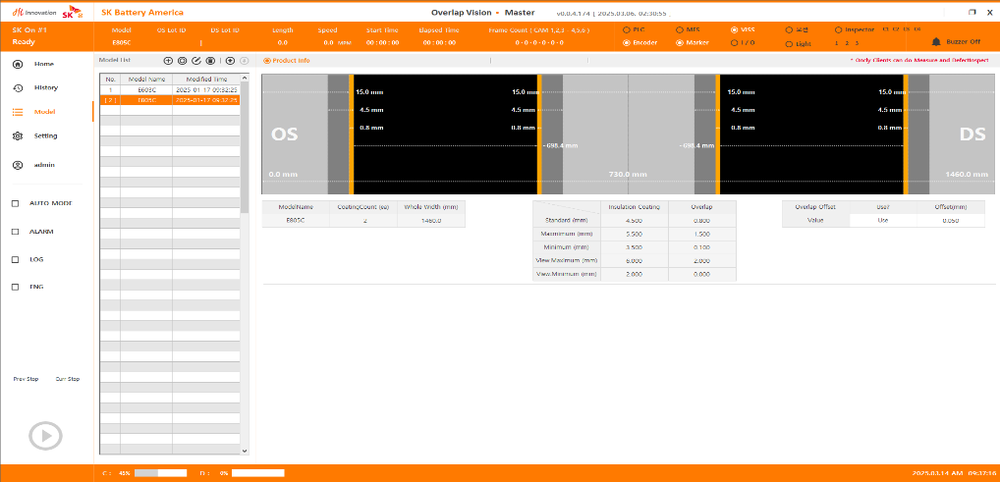 Innovation SK on SK Battery America Overlap Vision - Master v0.0.4.174 [ 2025.03.06. 02:30:55 ]
SK On #1 Model OS Lot ID DS Lot ID Length Speed Start Time Elapsed Time Frame Count ( CAM 1,2,3 - 4,5,6 ) PLC MES VISS Inspector C1 C2 C3 C4
Ready E805C 0.0 0.0 MPM 00:00:00 00:00:00 0-0-0-0-0-0 Encoder Marker I/O Light 1 2 3 Buzzer Off
Model List
Product Info
* Only Clients can do Measure and DefectInspect
Home
History
Model
Setting
admin
AUTO MODE
ALARM
LOG
ENG
Prev Stop Curr Stop
No. Model Name Modified Time
1 E603C 2025-01-17 09:32:25
[ 2 ] E805C 2025-01-17 09:32:25
15.0 mm 15.0 mm 15.0 mm 15.0 mm
4.5 mm 4.5 mm 4.5 mm 4.5 mm
0.8 mm 0.8 mm 0.8 mm 0.8 mm
OS DS
~698.4 mm ~698.4 mm
0.0 mm 730.0 mm 1460.0 mm
ModelName CoatingCount (ea) Whole Width (mm)
E805C 2 1460.0
Insulation Coating Overlap
Standard (mm) 4.500 0.800
Maxmimum (mm) 5.500 1.500
Minimum (mm) 3.500 0.100
View.Maximum (mm) 6.000 2.000
View.Minimum (mm) 2.000 0.000
Overlap Offset Use? Offset(mm)
Value Use 0.050
C : 45% D : 0% 2025.03.14 AM 09:37:16